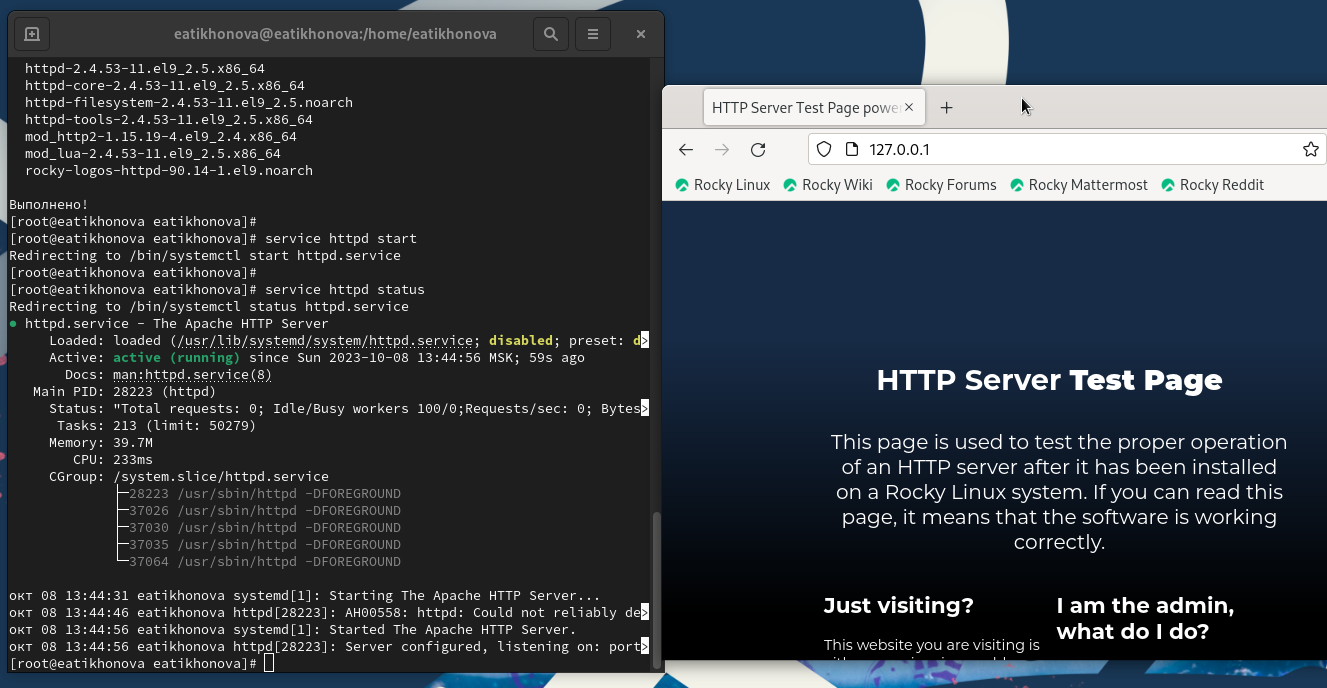 eatikhonova@eatikhonova:/home/eatikhonova
httpd-2.4.53-11.el9_2.5.x86_64
httpd-core-2.4.53-11.el9_2.5.x86_64
httpd-filesystem-2.4.53-11.el9_2.5.noarch
httpd-tools-2.4.53-11.el9_2.5.x86_64
mod_http2-1.15.19-4.el9_2.4.x86_64
mod_lua-2.4.53-11.el9_2.5.x86_64
rocky-logos-httpd-90.14-1.el9.noarch
Выполнено!
[root@eatikhonova eatikhonova]#
[root@eatikhonova eatikhonova]# service httpd start
Redirecting to /bin/systemctl start httpd.service
[root@eatikhonova eatikhonova]#
[root@eatikhonova eatikhonova]# service httpd status
Redirecting to /bin/systemctl status httpd.service
● httpd.service - The Apache HTTP Server
Loaded: loaded (/usr/lib/systemd/system/httpd.service; disabled; preset: d>
Active: active (running) since Sun 2023-10-08 13:44:56 MSK; 59s ago
Docs: man:httpd.service(8)
Main PID: 28223 (httpd)
Status: "Total requests: 0; Idle/Busy workers 100/0;Requests/sec: 0; Bytes>
Tasks: 213 (limit: 50279)
Memory: 39.7M
CPU: 233ms
CGroup: /system.slice/httpd.service
├─28223 /usr/sbin/httpd -DFOREGROUND
├─37026 /usr/sbin/httpd -DFOREGROUND
├─37030 /usr/sbin/httpd -DFOREGROUND
├─37035 /usr/sbin/httpd -DFOREGROUND
└─37064 /usr/sbin/httpd -DFOREGROUND
окт 08 13:44:31 eatikhonova systemd[1]: Starting The Apache HTTP Server...
окт 08 13:44:46 eatikhonova httpd[28223]: AH00558: httpd: Could not reliably de>
окт 08 13:44:56 eatikhonova systemd[1]: Started The Apache HTTP Server.
окт 08 13:44:56 eatikhonova httpd[28223]: Server configured, listening on: port>
[root@eatikhonova eatikhonova]#
HTTP Server Test Page powe
127.0.0.1
Rocky Linux Rocky Wiki Rocky Forums Rocky Mattermost Rocky Reddit
HTTP Server Test Page
This page is used to test the proper operation
of an HTTP server after it has been installed
on a Rocky Linux system. If you can read this
page, it means that the software is working
correctly.
Just visiting?
This website you are visiting is
I am the admin,
what do I do?